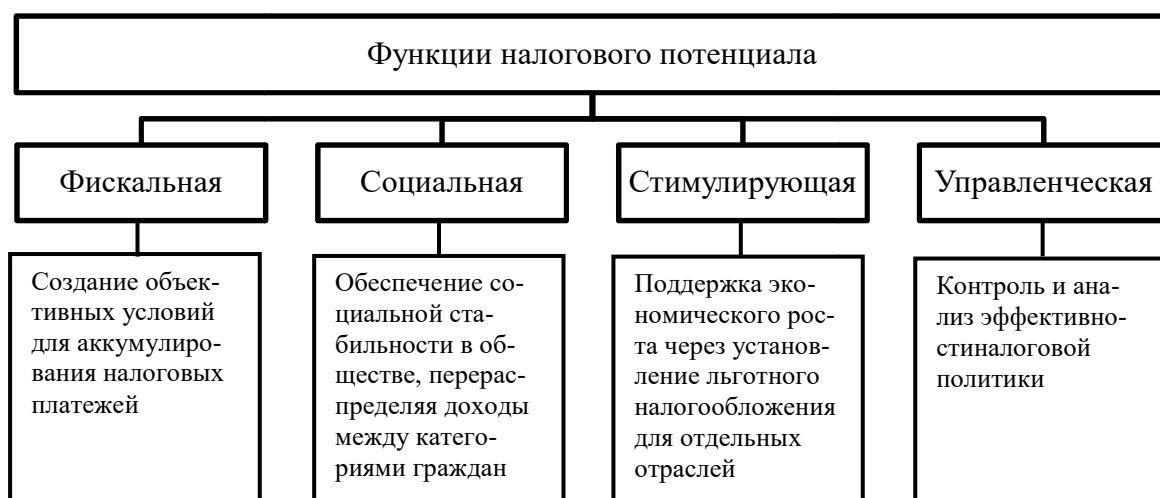 Функции налогового потенциала
Фискальная
Социальная
Стимулирующая
Управленческая
Создание объек-
тивных условий
для аккумулиро-
вания налоговых
платежей
Обеспечение со-
циальной ста-
бильности в об-
ществе, перерас-
пределяя доходы
между катего-
риями граждан
Поддержка эко-
номического рос-
та через установ-
ление льготного
налогообложения
для отдельных
отраслей
Контроль и ана-
лиз эффективно-
стиналоговой
политики